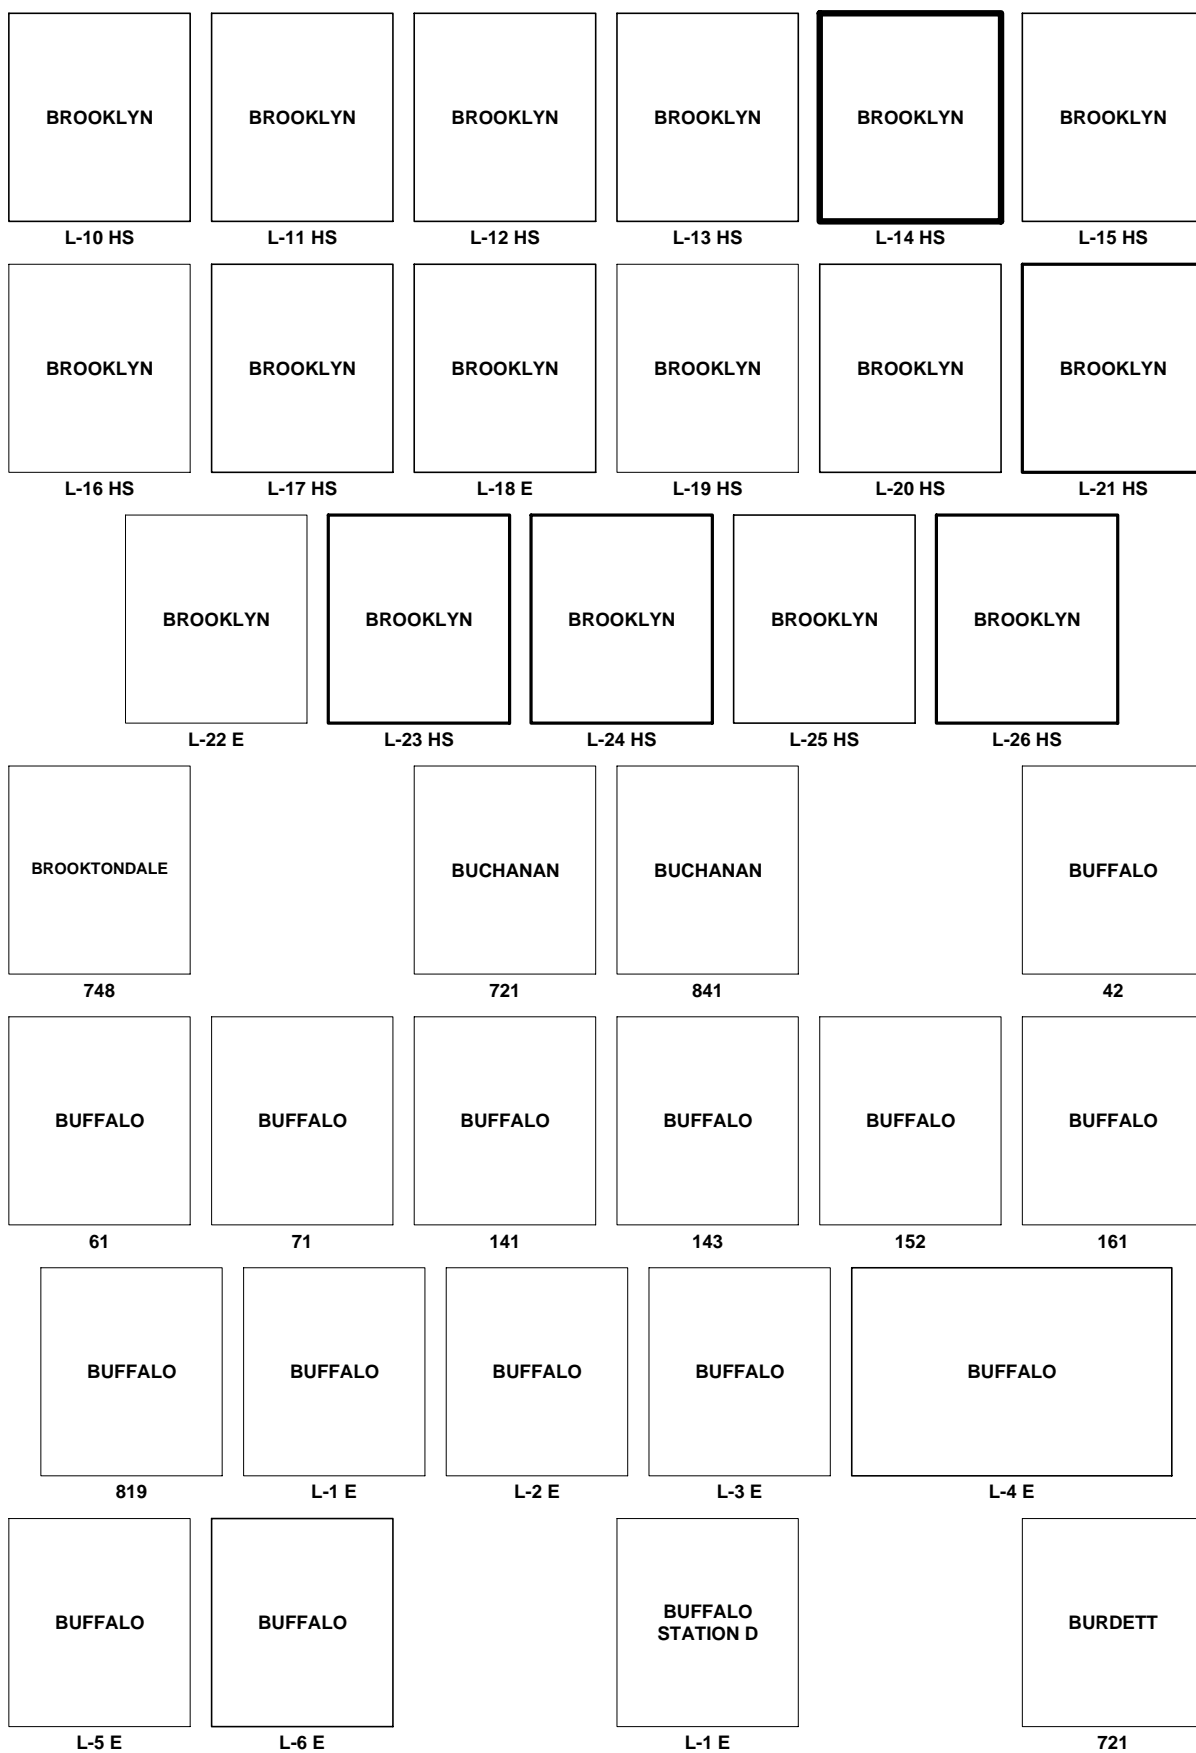 BROOKLYN BROOKLYN BROOKLYN BROOKLYN BROOKLYN BROOKLYN
L-10 HS L-11 HS L-12 HS L-13 HS L-14 HS L-15 HS
BROOKLYN BROOKLYN BROOKLYN BROOKLYN BROOKLYN BROOKLYN
L-16 HS L-17 HS L-18 E L-19 HS L-20 HS L-21 HS
BROOKLYN BROOKLYN BROOKLYN BROOKLYN BROOKLYN
L-22 E L-23 HS L-24 HS L-25 HS L-26 HS
BROOKTONDALE BUCHANAN BUCHANAN BUFFALO
748 721 841 42
BUFFALO BUFFALO BUFFALO BUFFALO BUFFALO BUFFALO
61 71 141 143 152 161
BUFFALO BUFFALO BUFFALO BUFFALO BUFFALO
819 L-1 E L-2 E L-3 E L-4 E
BUFFALO BUFFALO BUFFALO STATION D BURDETT
L-5 E L-6 E L-1 E 721